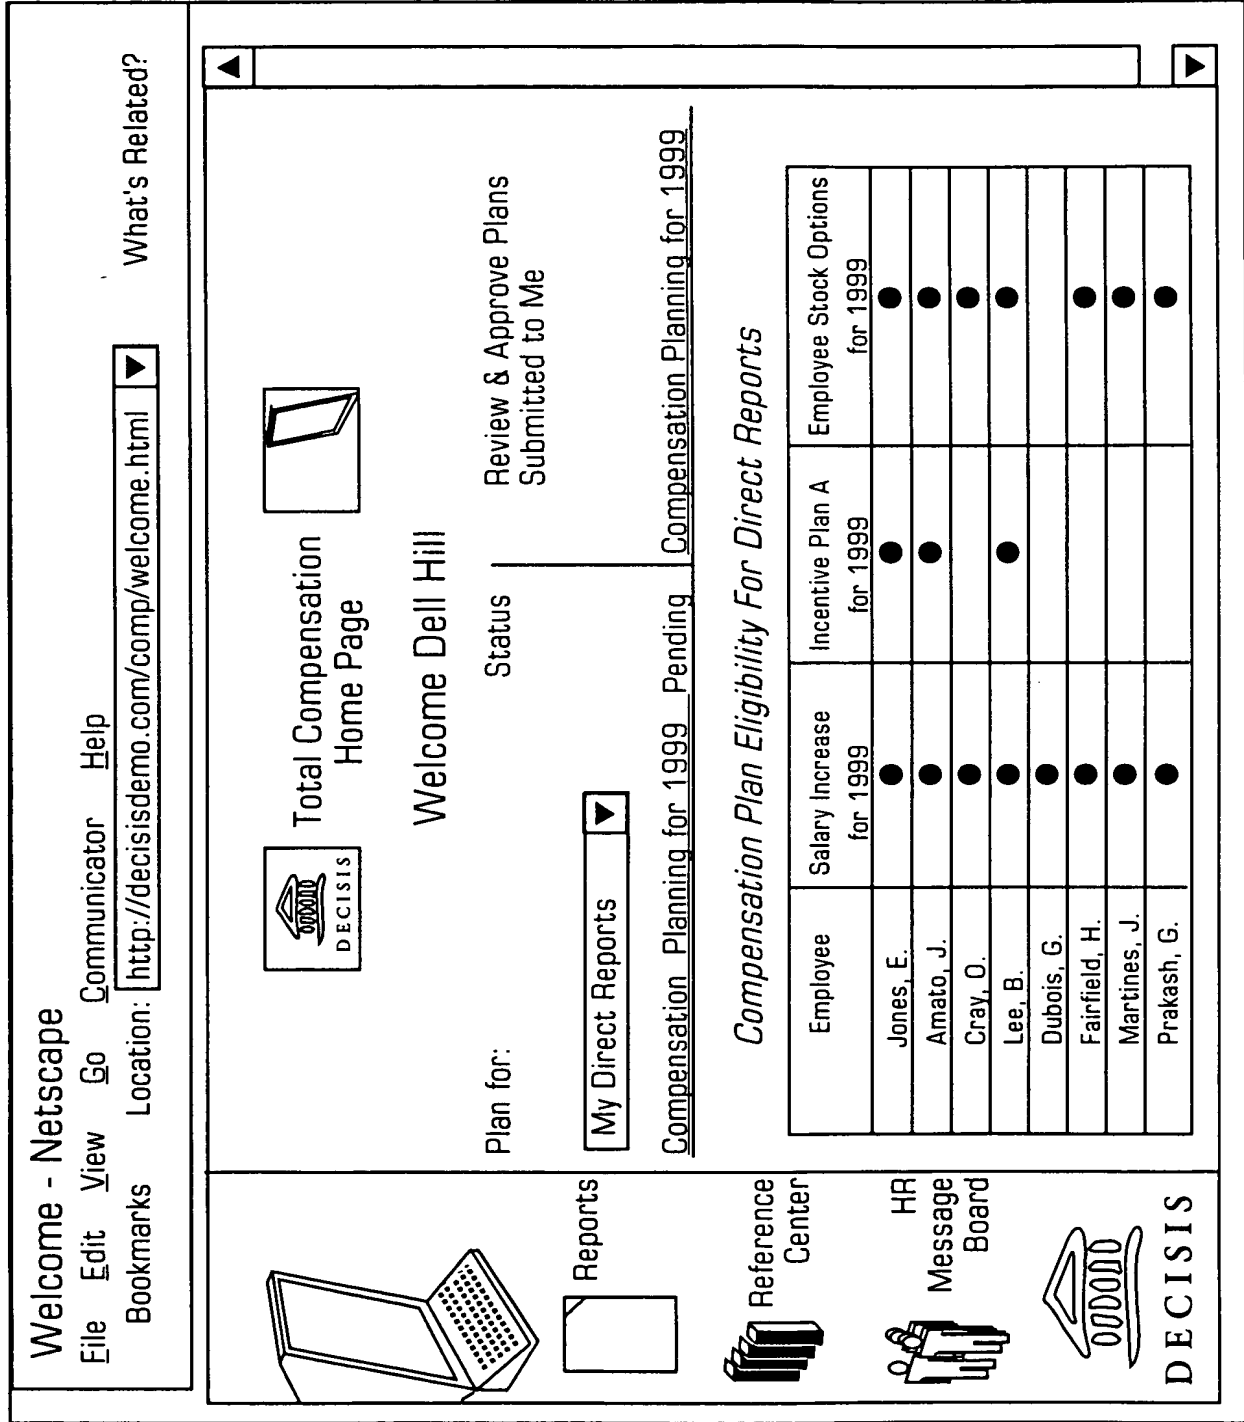 Welcome - Netscape
File Edit View Go Communicator Help
Bookmarks Location: http://decisisdemo.com/comp/welcome.html What's Related?
DECISIS
Total Compensation
Home Page
Welcome Dell Hill
Plan for:
Status
Review & Approve Plans
Submitted to Me
My Direct Reports
Compensation Planning for 1999 Pending
Compensation Planning for 1999
Compensation Plan Eligibility For Direct Reports
Employee
Salary Increase
for 1999
Incentive Plan A
for 1999
Employee Stock Options
for 1999
Jones, E.
Amato, J.
Cray, O.
Lee, B.
Dubois, G.
Fairfield, H.
Martines, J.
Prakash, G.
Reports
Reference
Center
HR
Message
Board
DECISIS